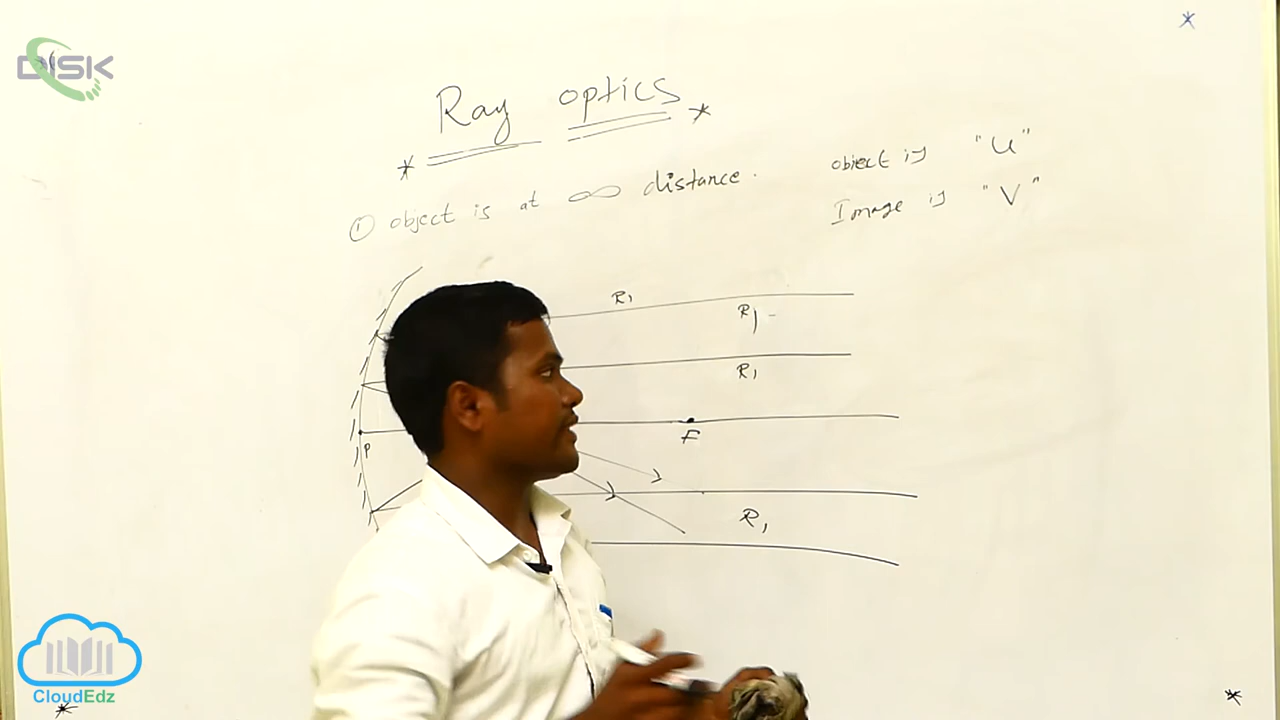 DISK
Ray optics
① object is at ∞ distance.
object is "u"
Image is "V"
R1
R1
R1
F
P
R1
CloudEdz